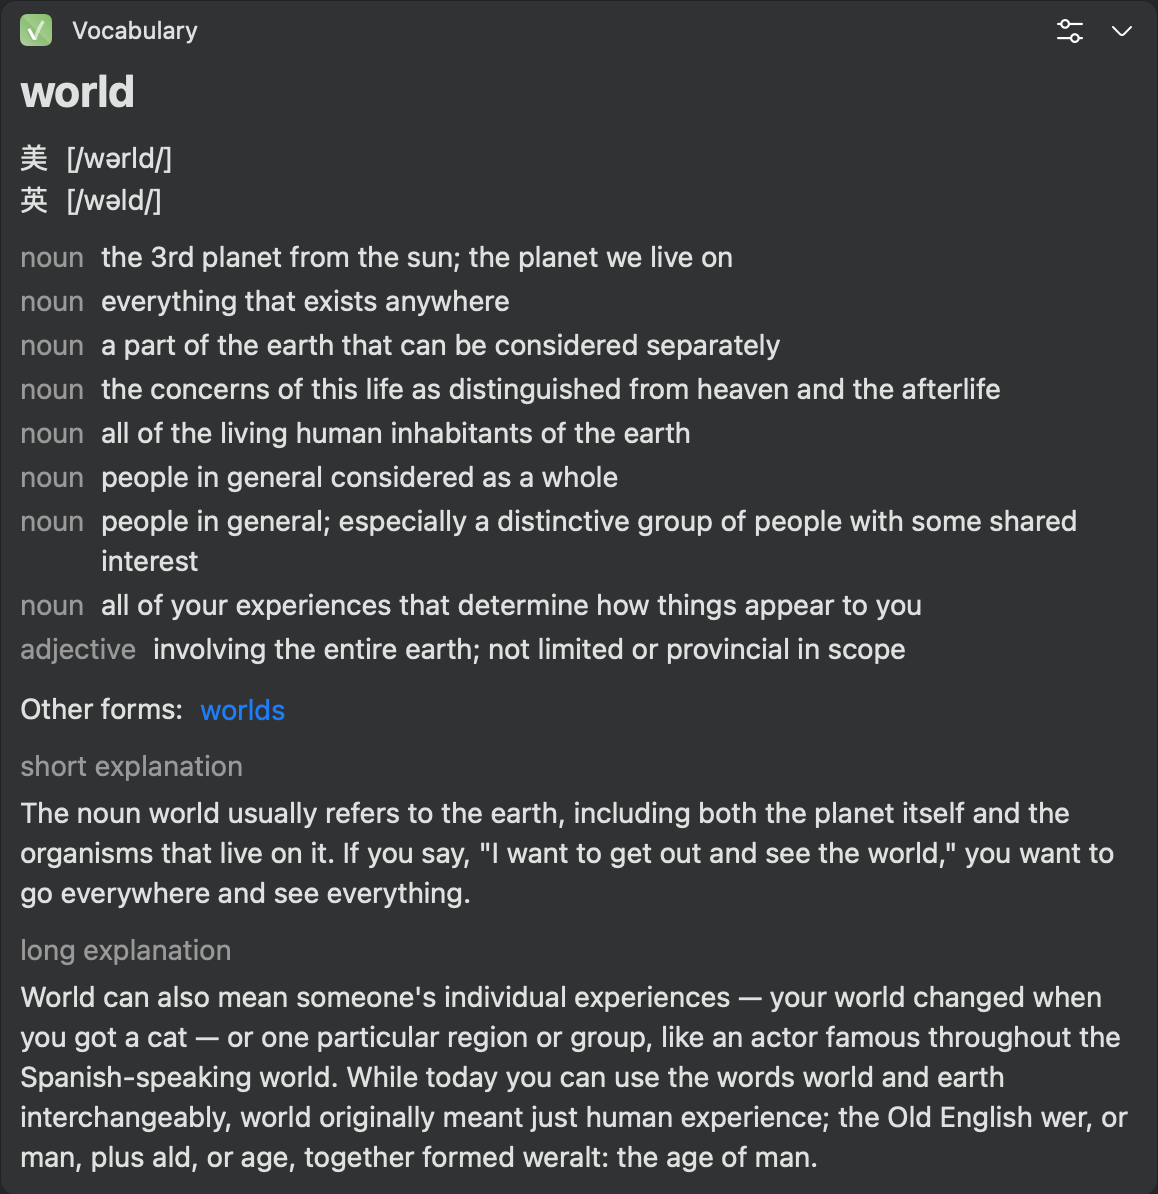 Vocabulary
world
美 [/wərld/]
英 [/wəld/]
noun the 3rd planet from the sun; the planet we live on
noun everything that exists anywhere
noun a part of the earth that can be considered separately
noun the concerns of this life as distinguished from heaven and the afterlife
noun all of the living human inhabitants of the earth
noun people in general considered as a whole
noun people in general; especially a distinctive group of people with some shared
interest
noun all of your experiences that determine how things appear to you
adjective involving the entire earth; not limited or provincial in scope
Other forms: worlds
short explanation
The noun world usually refers to the earth, including both the planet itself and the
organisms that live on it. If you say, "I want to get out and see the world," you want to
go everywhere and see everything.
long explanation
World can also mean someone's individual experiences — your world changed when
you got a cat — or one particular region or group, like an actor famous throughout the
Spanish-speaking world. While today you can use the words world and earth
interchangeably, world originally meant just human experience; the Old English wer, or
man, plus ald, or age, together formed weralt: the age of man.